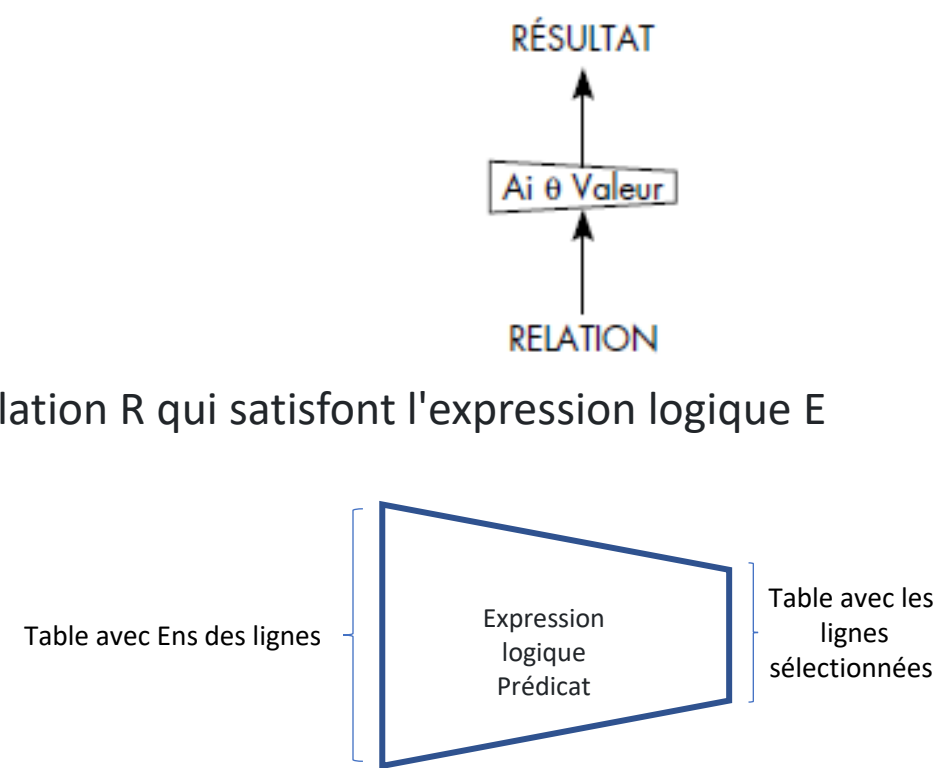 RÉSULTAT
Ai θ Valeur
RELATION
lation R qui satisfont l'expression logique E
Table avec Ens des lignes
Expression
logique
Prédicat
Table avec les
lignes
sélectionnées